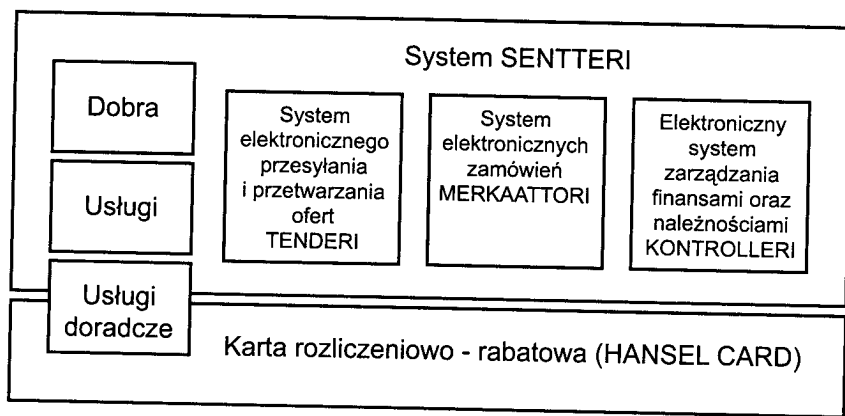 System SENTTERI
Dobra
Usługi
Usługi
doradcze
System
elektronicznego
przesyłania
i przetwarzania
ofert
TENDERI
System
elektronicznych
zamówień
MERKAATTORI
Elektroniczny
system
zarządzania
finansami oraz
należnościami
KONTROLLERI
Karta rozliczeniowo - rabatowa (HANSEL CARD)